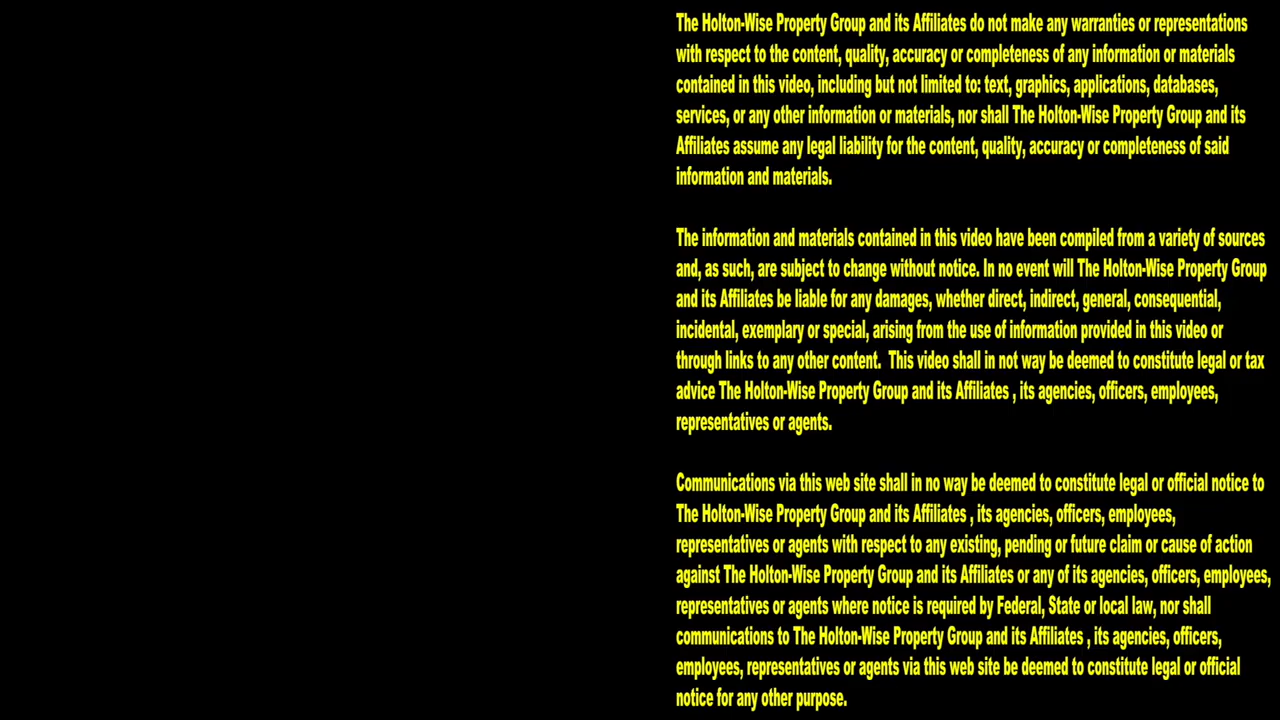 The Holton-Wise Property Group and its Affiliates do not make any warranties or representations
with respect to the content, quality, accuracy or completeness of any information or materials
contained in this video, including but not limited to: text, graphics, applications, databases,
services, or any other information or materials, nor shall The Holton-Wise Property Group and its
Affiliates assume any legal liability for the content, quality, accuracy or completeness of said
information and materials.
The information and materials contained in this video have been compiled from a variety of sources
and, as such, are subject to change without notice. In no event will The Holton-Wise Property Group
and its Affiliates be liable for any damages, whether direct, indirect, general, consequential,
incidental, exemplary or special, arising from the use of information provided in this video or
through links to any other content.  This video shall in not way be deemed to constitute legal or tax
advice The Holton-Wise Property Group and its Affiliates , its agencies, officers, employees,
representatives or agents.
Communications via this web site shall in no way be deemed to constitute legal or official notice to
The Holton-Wise Property Group and its Affiliates , its agencies, officers, employees,
representatives or agents with respect to any existing, pending or future claim or cause of action
against The Holton-Wise Property Group and its Affiliates or any of its agencies, officers, employees,
representatives or agents where notice is required by Federal, State or local law, nor shall
communications to The Holton-Wise Property Group and its Affiliates , its agencies, officers,
employees, representatives or agents via this web site be deemed to constitute legal or official
notice for any other purpose.